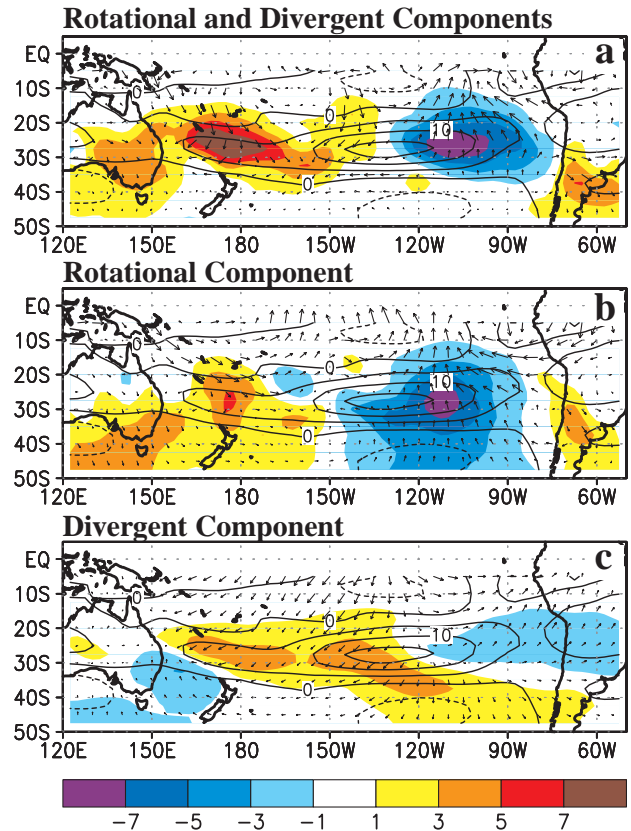 Rotational and Divergent Components
a
EQ
10S
20S
30S
40S
50S
0
10
0
120E 150E 180 150W 120W 90W 60W
Rotational Component
b
EQ
10S
20S
30S
40S
50S
0
0
10
0
120E 150E 180 150W 120W 90W 60W
Divergent Component
c
EQ
10S
20S
30S
40S
50S
0
0
10
0
120E 150E 180 150W 120W 90W 60W
−7 −5 −3 −1 1 3 5 7